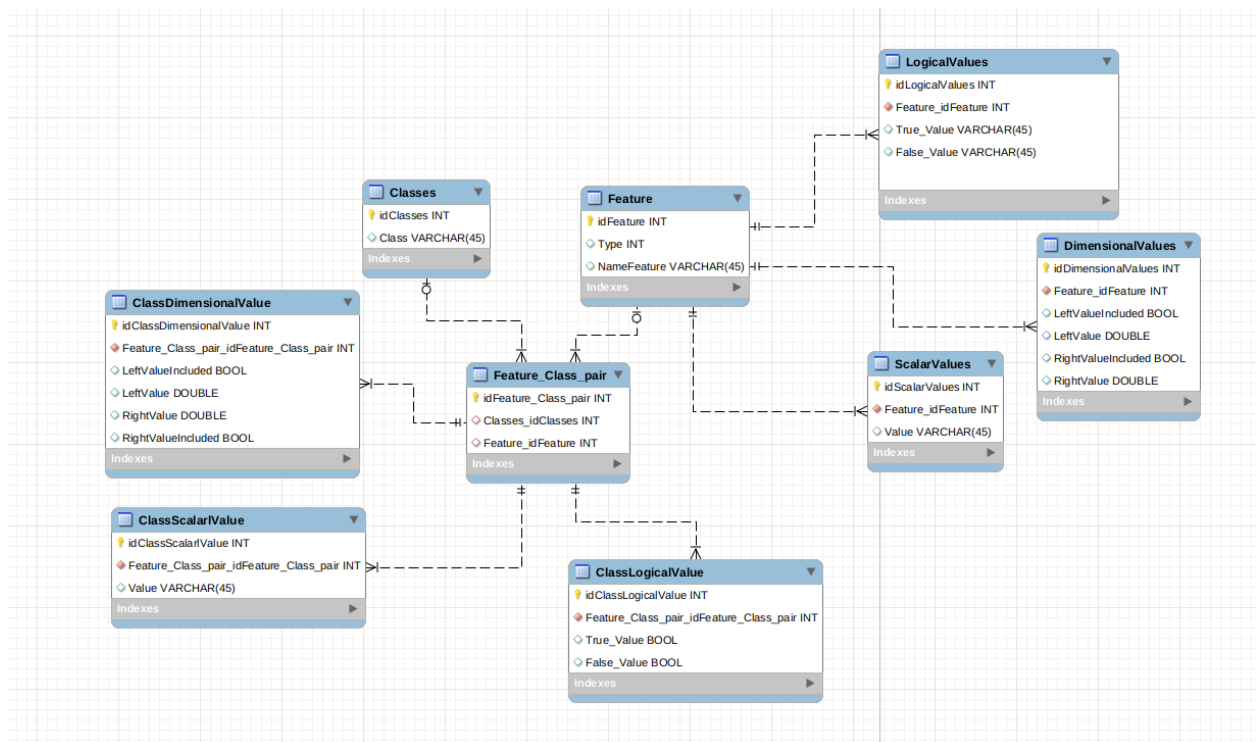 LogicalValues
idLogicalValues INT
Feature_idFeature INT
True_Value VARCHAR(45)
False_Value VARCHAR(45)
Indexes
Classes
idClasses INT
Class VARCHAR(45)
Indexes
Feature
idFeature INT
Type INT
NameFeature VARCHAR(45)
Indexes
DimensionalValues
idDimensionalValues INT
Feature_idFeature INT
LeftValueIncluded BOOL
LeftValue DOUBLE
RightValueIncluded BOOL
RightValue DOUBLE
Indexes
ClassDimensionalValue
idClassDimensionalValue INT
Feature_Class_pair_idFeature_Class_pair INT
LeftValueIncluded BOOL
LeftValue DOUBLE
RightValue DOUBLE
RightValueIncluded BOOL
Indexes
Feature_Class_pair
idFeature_Class_pair INT
Classes_idClasses INT
Feature_idFeature INT
Indexes
ScalarValues
idScalarValues INT
Feature_idFeature INT
Value VARCHAR(45)
Indexes
ClassScalarlValue
idClassScalarlValue INT
Feature_Class_pair_idFeature_Class_pair INT
Value VARCHAR(45)
Indexes
ClassLogicalValue
idClassLogicalValue INT
Feature_Class_pair_idFeature_Class_pair INT
True_Value BOOL
False_Value BOOL
Indexes